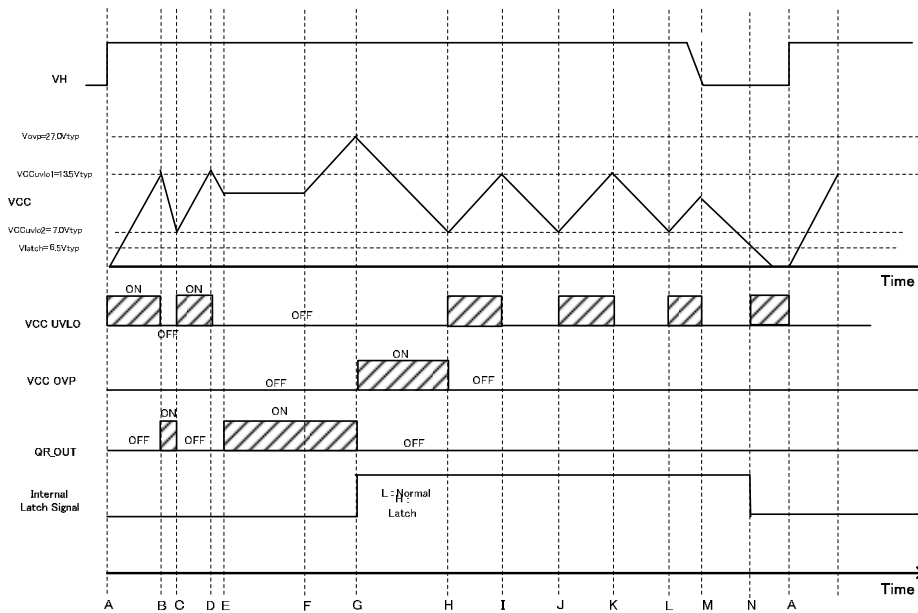 VH
Vovp=27.0Vtyp
VCCuvlo1=13.5Vtyp
VCC
VCCuvlo2=7.0Vtyp
Vlatch=6.5Vtyp
Time
ON ON
VCC UVLO OFF
OFF
ON
VCC OVP OFF OFF
ON ON
OFF OFF OFF
QR_OUT
Internal
Latch Signal
L : Normal
H :
Latch
Time
A B C D E F G H I J K L M N A